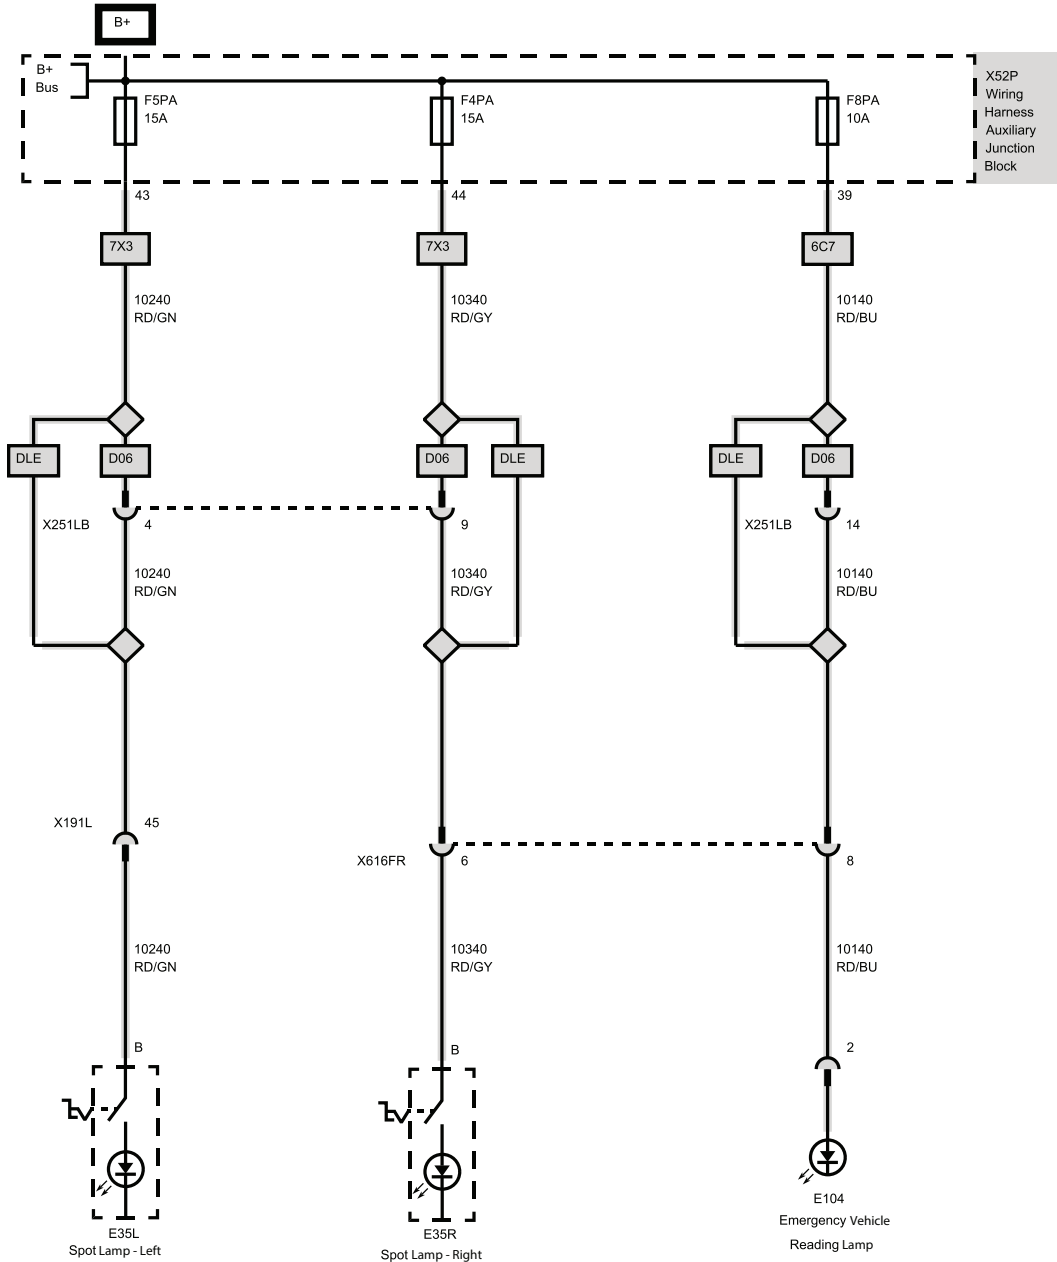 B+
B+
Bus
F5PA
15A
F4PA
15A
F8PA
10A
X52P
Wiring
Harness
Auxiliary
Junction
Block
43
44
39
7X3
7X3
6C7
10240
RD/GN
10340
RD/GY
10140
RD/BU
DLE
D06
D06
DLE
DLE
D06
X251LB
4
9
X251LB
14
10240
RD/GN
10340
RD/GY
10140
RD/BU
X191L
45
X616FR
6
8
10240
RD/GN
10340
RD/GY
10140
RD/BU
B
B
2
E35L
Spot Lamp - Left
E35R
Spot Lamp - Right
E104
Emergency Vehicle
Reading Lamp